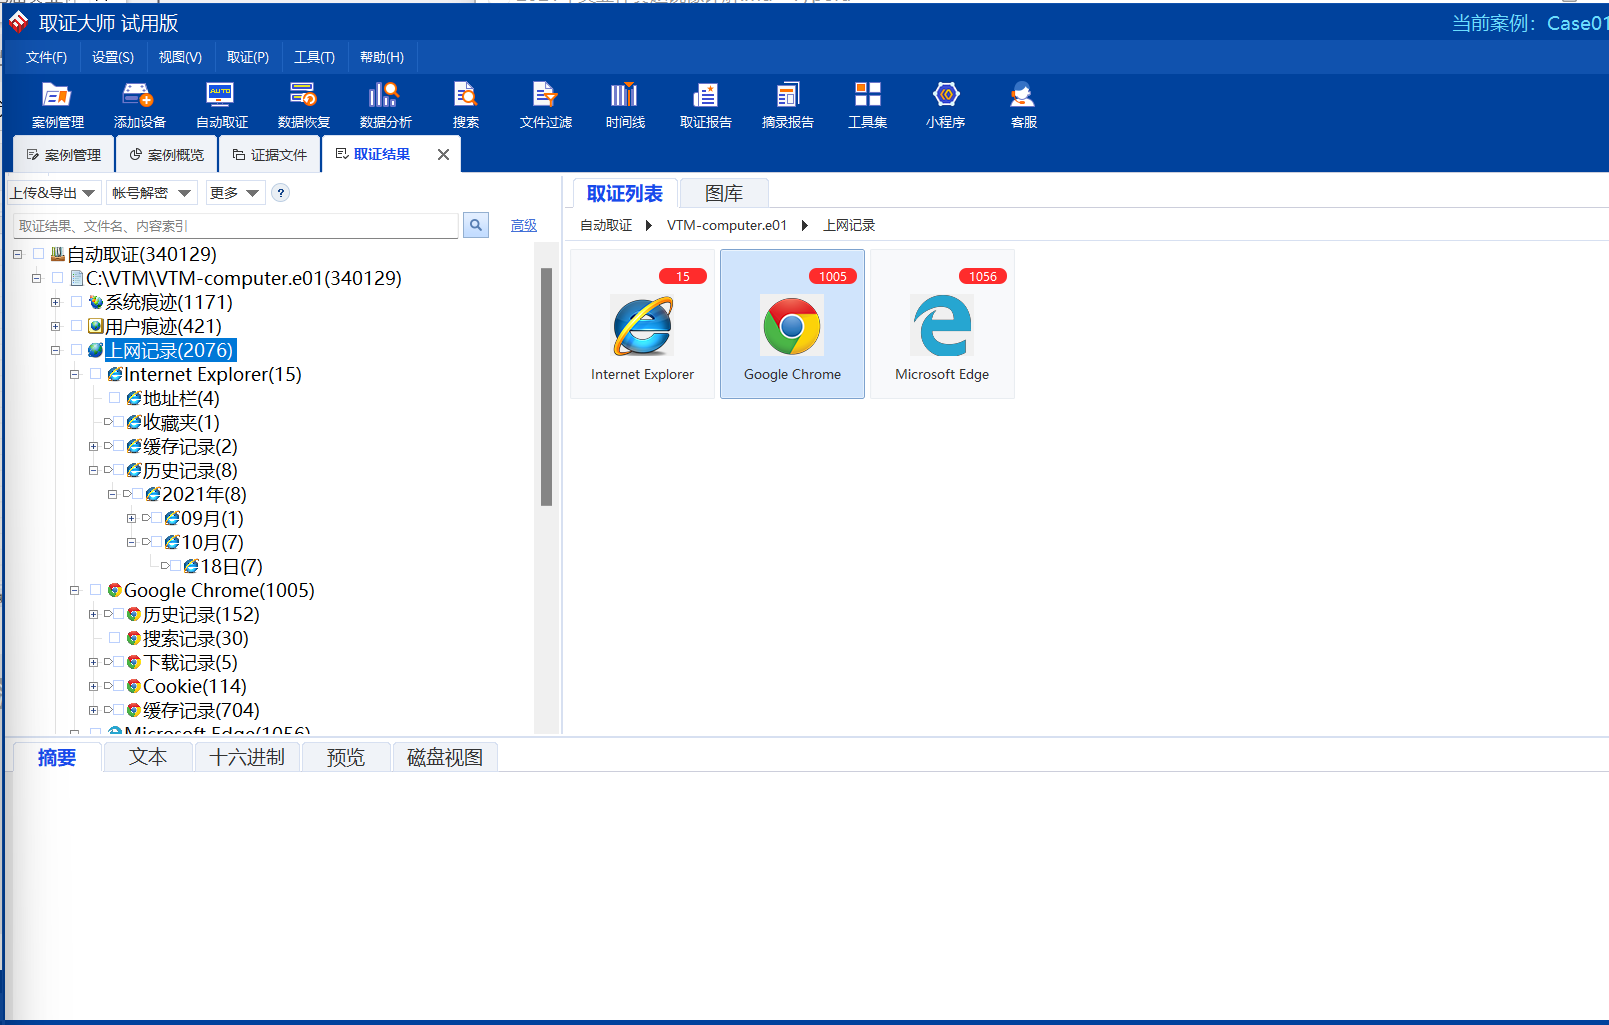 取证大师 试用版
当前案例：Case01
文件(F) 设置(S) 视图(V) 取证(P) 工具(T) 帮助(H)
AUTO
案例管理 添加设备 自动取证 数据恢复 数据分析 搜索 文件过滤 时间线 取证报告 摘录报告 工具集 小程序 客服
案例管理 案例概览 证据文件 取证结果
上传&导出 帐号解密 更多 ?
取证结果、文件名、内容索引 高级
自动取证(340129)
C:\VTM\VTM-computer.e01(340129)
系统痕迹(1171)
用户痕迹(421)
上网记录(2076)
Internet Explorer(15)
地址栏(4)
收藏夹(1)
缓存记录(2)
历史记录(8)
2021年(8)
09月(1)
10月(7)
18日(7)
Google Chrome(1005)
历史记录(152)
搜索记录(30)
下载记录(5)
Cookie(114)
缓存记录(704)
Microsoft Edge(1056)
取证列表 图库
自动取证 VTM-computer.e01 上网记录
15 1005 1056
Internet Explorer Google Chrome Microsoft Edge
摘要 文本 十六进制 预览 磁盘视图